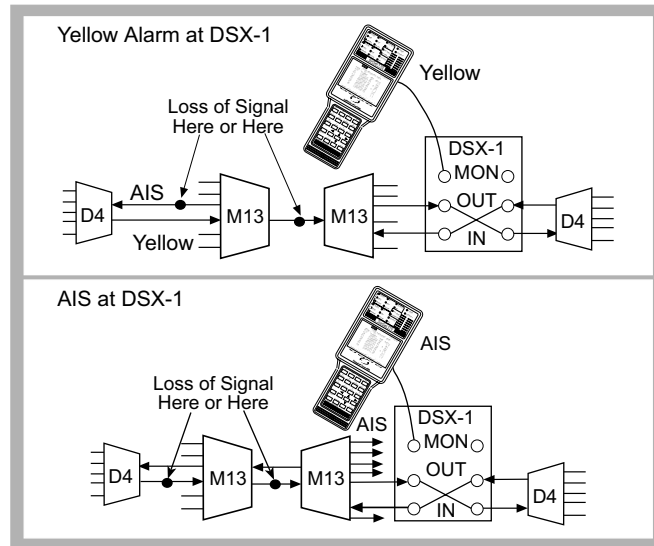 Yellow Alarm at DSX-1
Yellow
Loss of Signal
Here or Here
DSX-1
MON
AIS
OUT
D4
M13
M13
D4
Yellow
IN
AIS at DSX-1
AIS
Loss of Signal
Here or Here
AIS
DSX-1
MON
OUT
D4
M13
M13
D4
IN